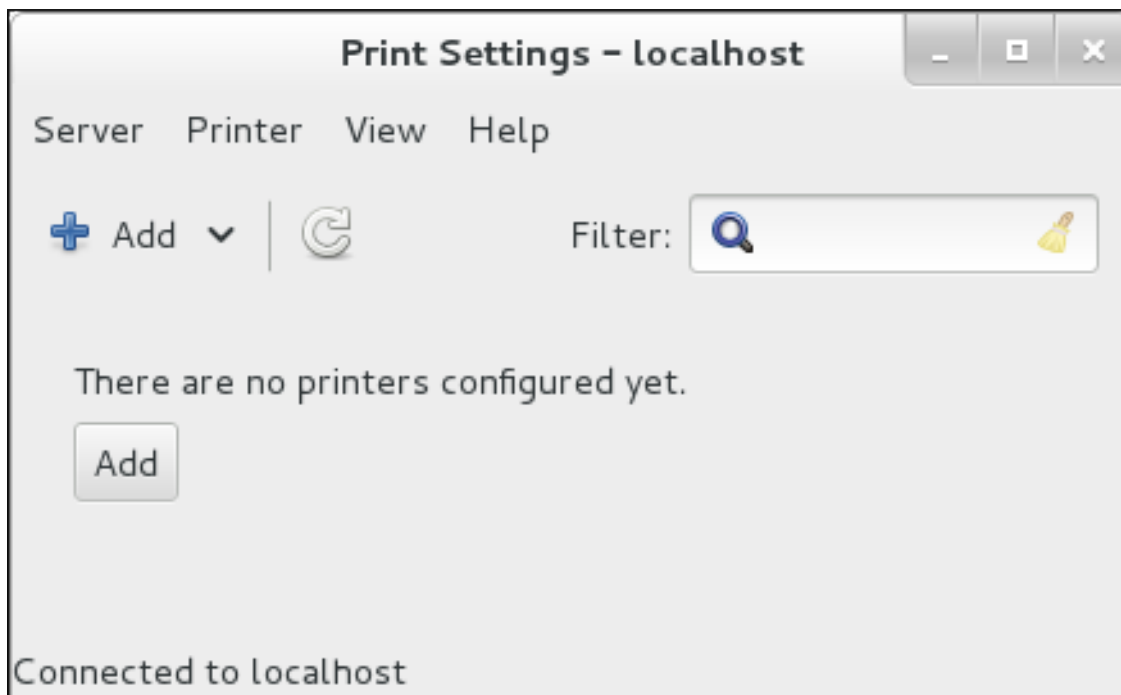 Print Settings – localhost
Server Printer View Help
Add Filter:
There are no printers configured yet.
Add
Connected to localhost